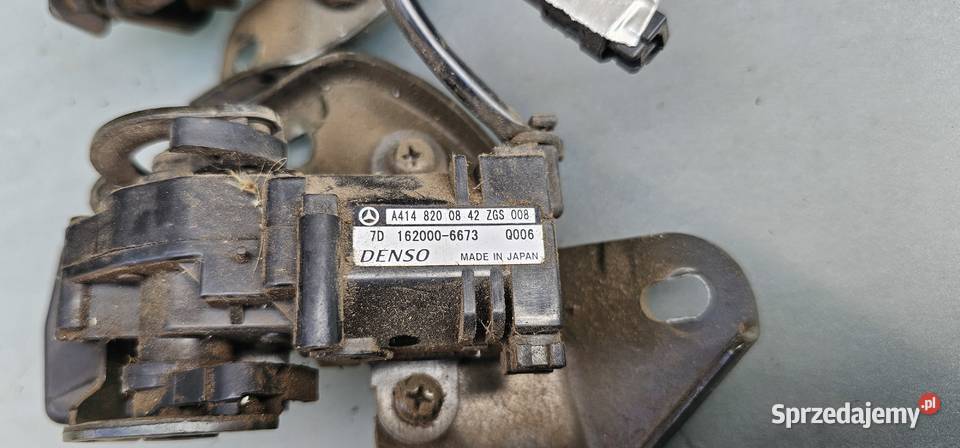 A414 820 08 42 ZGS 008
7D 162000-6673 Q006
DENSO MADE IN JAPAN
Sprzedajemy.pl